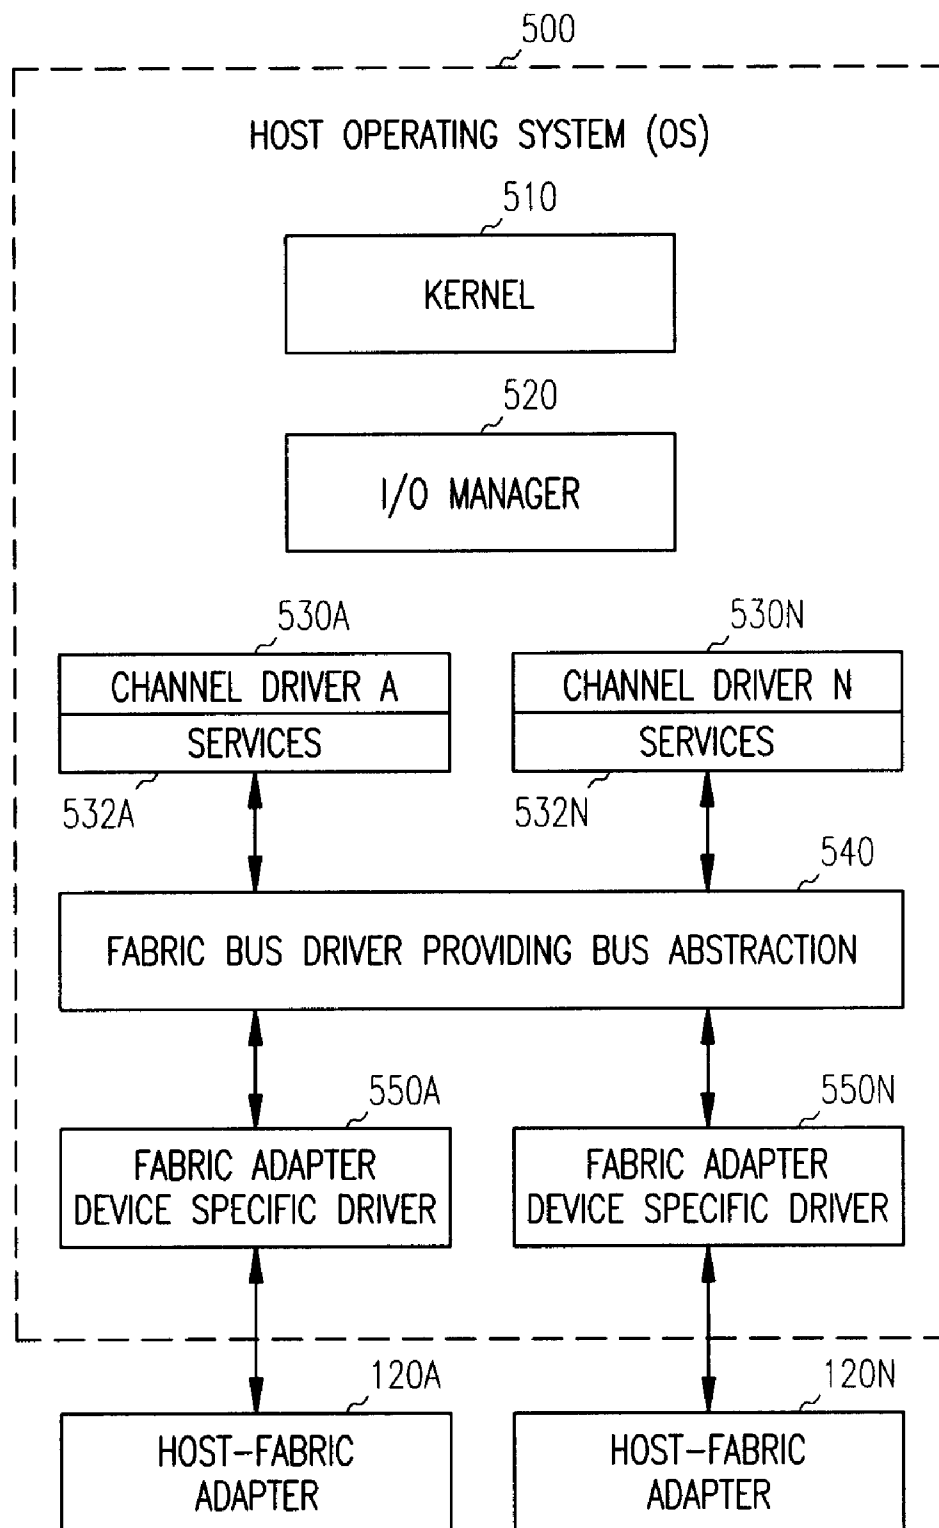 500
HOST OPERATING SYSTEM (OS)
510
KERNEL
520
I/O MANAGER
530A
530N
CHANNEL DRIVER A
CHANNEL DRIVER N
SERVICES
SERVICES
532A
532N
540
FABRIC BUS DRIVER PROVIDING BUS ABSTRACTION
550A
550N
FABRIC ADAPTER
DEVICE SPECIFIC DRIVER
FABRIC ADAPTER
DEVICE SPECIFIC DRIVER
120A
120N
HOST-FABRIC
ADAPTER
HOST-FABRIC
ADAPTER